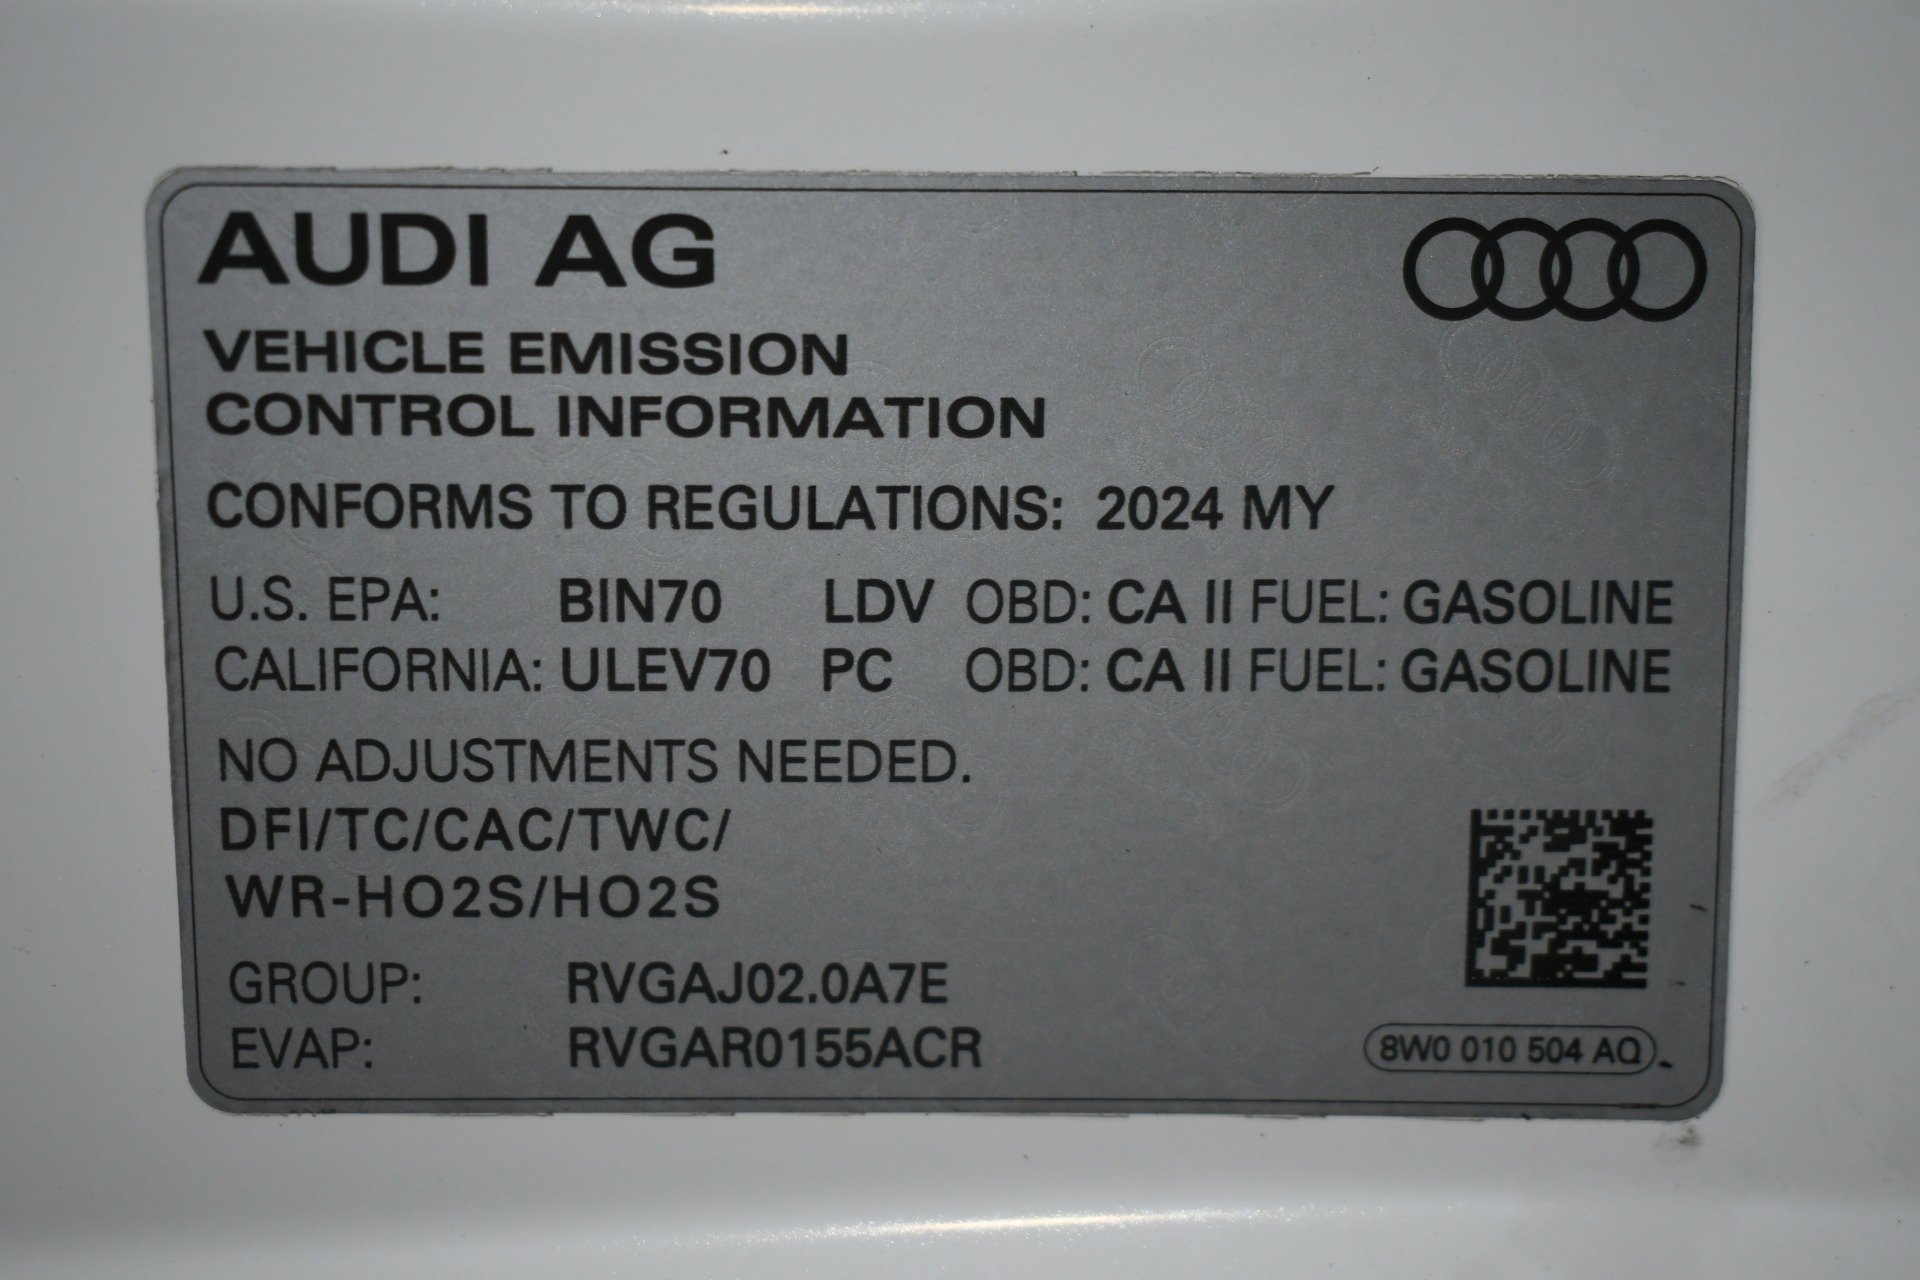 AUDI AG
VEHICLE EMISSION
CONTROL INFORMATION
CONFORMS TO REGULATIONS: 2024 MY
U.S. EPA: BIN70 LDV OBD: CA II FUEL: GASOLINE
CALIFORNIA: ULEV70 PC OBD: CA II FUEL: GASOLINE
NO ADJUSTMENTS NEEDED.
DFI/TC/CAC/TWC/
WR-HO2S/HO2S
GROUP: RVGAJ02.0A7E
EVAP: RVGAR0155ACR
8W0 010 504 AQ